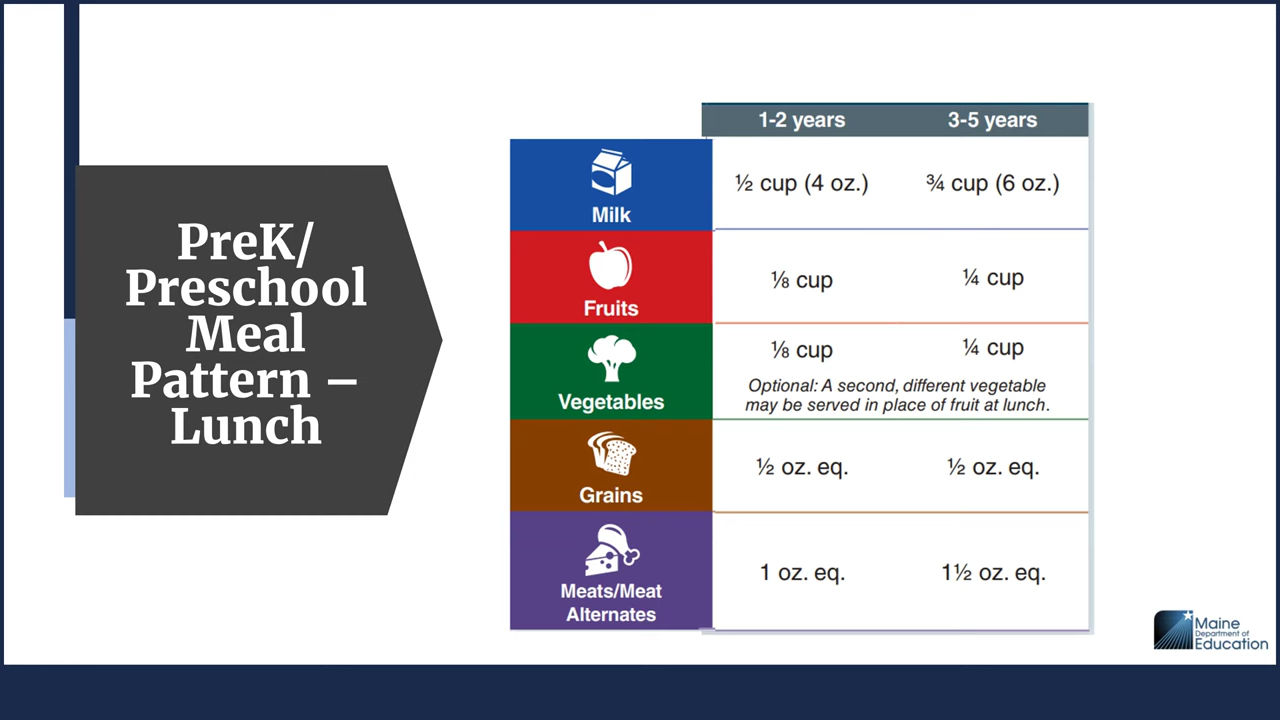 PreK/
Preschool
Meal
Pattern –
Lunch
1-2 years 3-5 years
Milk ½ cup (4 oz.) ¾ cup (6 oz.)
Fruits ⅛ cup ¼ cup
Vegetables ⅛ cup ¼ cup
Optional: A second, different vegetable
may be served in place of fruit at lunch.
Grains ½ oz. eq. ½ oz. eq.
Meats/Meat
Alternates 1 oz. eq. 1½ oz. eq.
Maine
Department of
Education